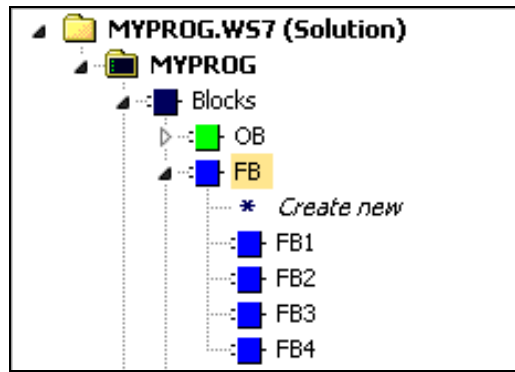 MYPROG.WS7 (Solution)
MYPROG
Blocks
OB
FB
* Create new
FB1
FB2
FB3
FB4